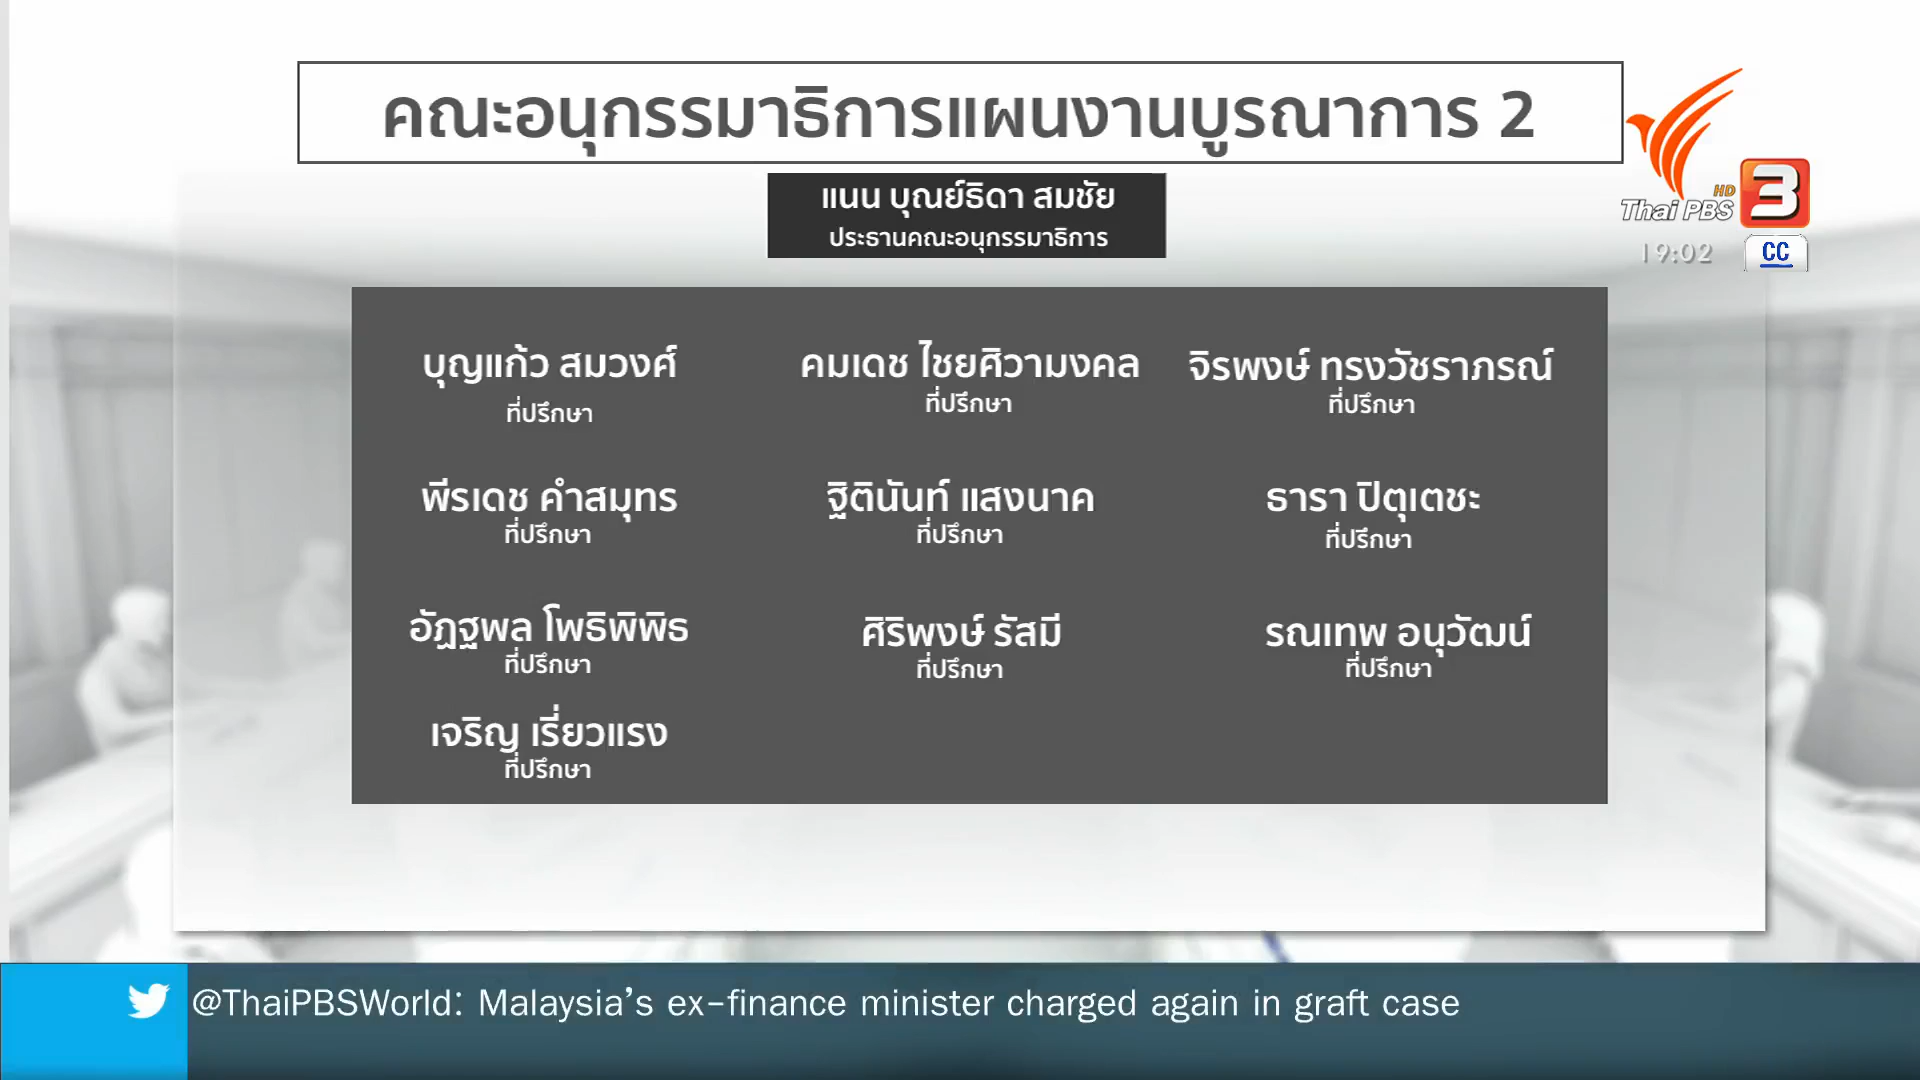 คณะอนุกรรมาธิการแผนงานบูรณาการ 2
แนน บุณย์ธิดา สมชัย
ประธานคณะอนุกรรมาธิการ
HD
Thai PBS
3
19:02
CC
บุญแก้ว สมวงศ์
ที่ปรึกษา
คมเดช ไชยศิวามงคล
ที่ปรึกษา
จิรพงษ์ ทรงวัชราภรณ์
ที่ปรึกษา
พีรเดช คำสมุทร
ที่ปรึกษา
ฐิตินันท์ แสงนาค
ที่ปรึกษา
ธารา ปิตุเตชะ
ที่ปรึกษา
อัฏฐพล โพธิพิพิธ
ที่ปรึกษา
ศิริพงษ์ รัสมี
ที่ปรึกษา
รณเทพ อนุวัฒน์
ที่ปรึกษา
เจริญ เรี่ยวแรง
ที่ปรึกษา
@ThaiPBSWorld: Malaysia’s ex-finance minister charged again in graft case